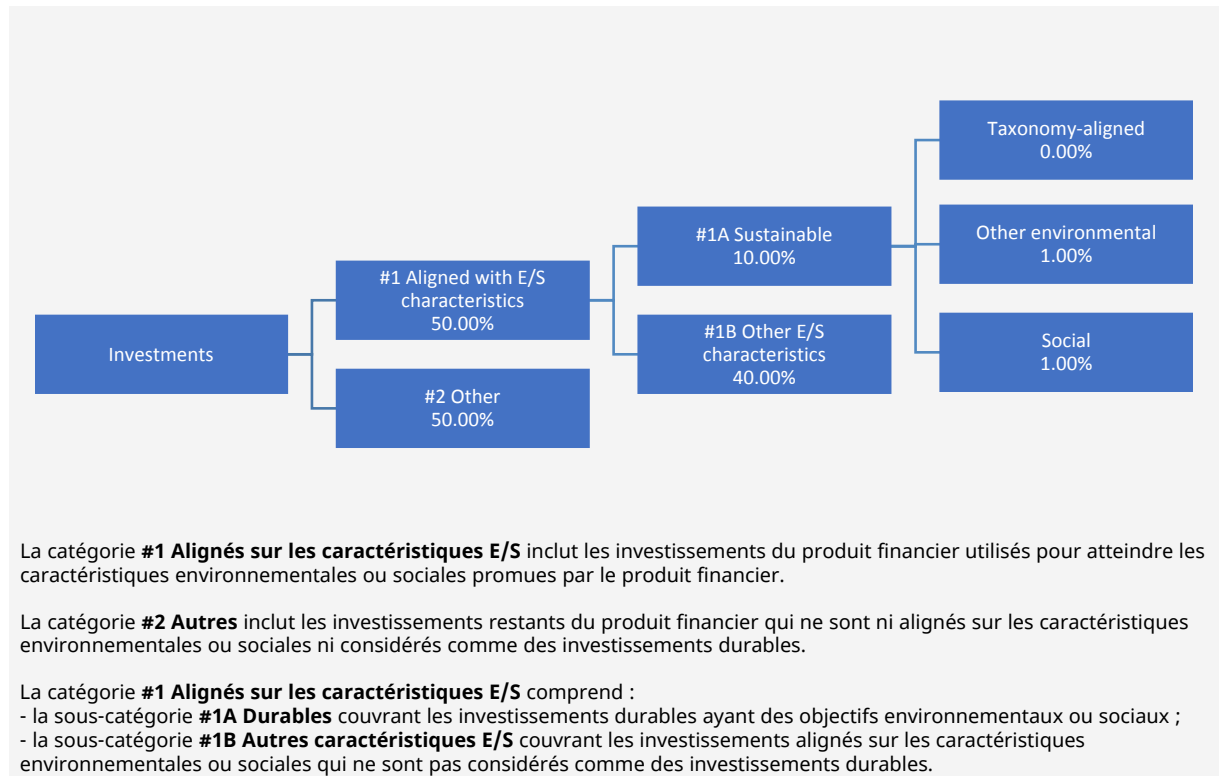 Investments
#1 Aligned with E/S
characteristics
50.00%
#2 Other
50.00%
#1A Sustainable
10.00%
#1B Other E/S
characteristics
40.00%
Taxonomy-aligned
0.00%
Other environmental
1.00%
Social
1.00%
La catégorie #1 Alignés sur les caractéristiques E/S inclut les investissements du produit financier utilisés pour atteindre les
caractéristiques environnementales ou sociales promues par le produit financier.
La catégorie #2 Autres inclut les investissements restants du produit financier qui ne sont ni alignés sur les caractéristiques
environnementales ou sociales ni considérés comme des investissements durables.
La catégorie #1 Alignés sur les caractéristiques E/S comprend :
- la sous-catégorie #1A Durables couvrant les investissements durables ayant des objectifs environnementaux ou sociaux ;
- la sous-catégorie #1B Autres caractéristiques E/S couvrant les investissements alignés sur les caractéristiques
environnementales ou sociales qui ne sont pas considérés comme des investissements durables.